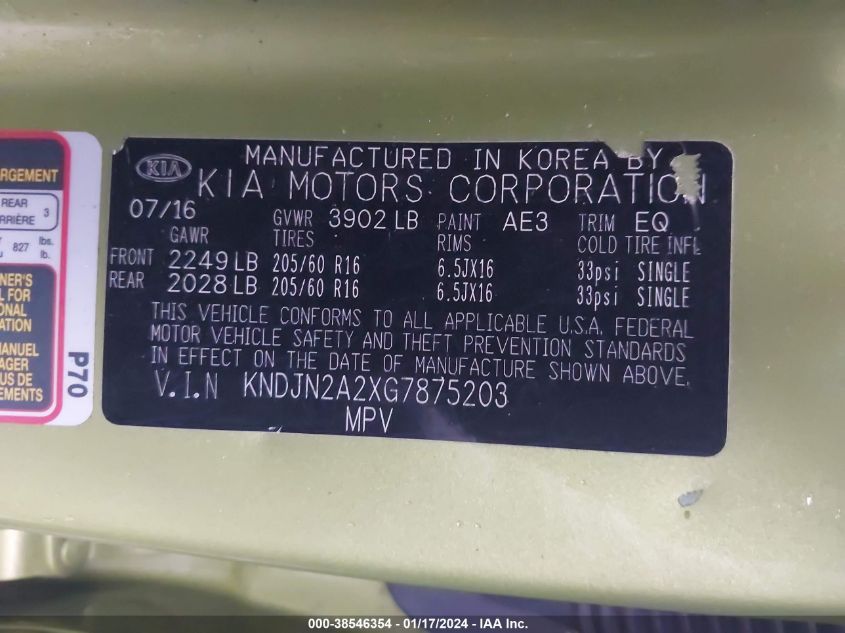 MANUFACTURED IN KOREA BY
KIA
KIA MOTORS CORPORATION
07/16 GVWR 3902 LB PAINT AE3 TRIM EQ
GAWR TIRES RIMS COLD TIRE INFL
FRONT 2249 LB 205/60 R16 6.5JX16 33psi SINGLE
REAR 2028 LB 205/60 R16 6.5JX16 33psi SINGLE
THIS VEHICLE CONFORMS TO ALL APPLICABLE U.S.A. FEDERAL
MOTOR VEHICLE SAFETY AND THEFT PREVENTION STANDARDS
IN EFFECT ON THE DATE OF MANUFACTURE SHOWN ABOVE.
V.I.N KNDJN2A2XG7875203
MPV
REAR 3
827 lbs.
lb.
P70
000-38546354 - 01/17/2024 - IAA Inc.